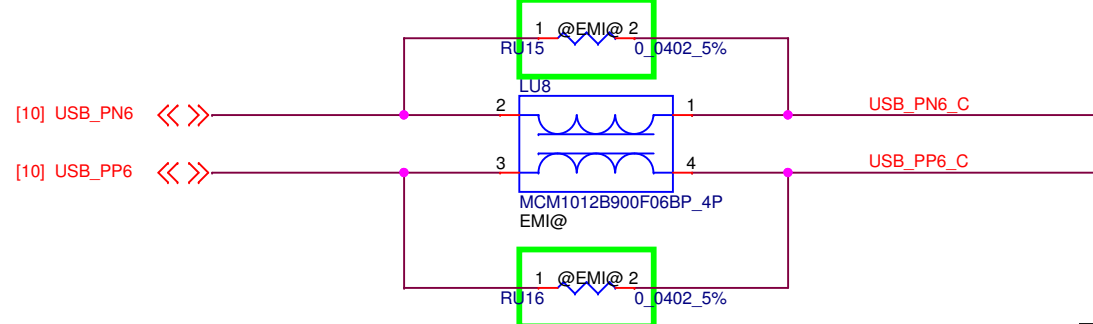 1 @EMI@ 2
RU15 0_0402_5%
LU8
[10] USB_PN6 2 1 USB_PN6_C
[10] USB_PP6 3 4 USB_PP6_C
MCM1012B900F06BP_4P
EMI@
1 @EMI@ 2
RU16 0_0402_5%